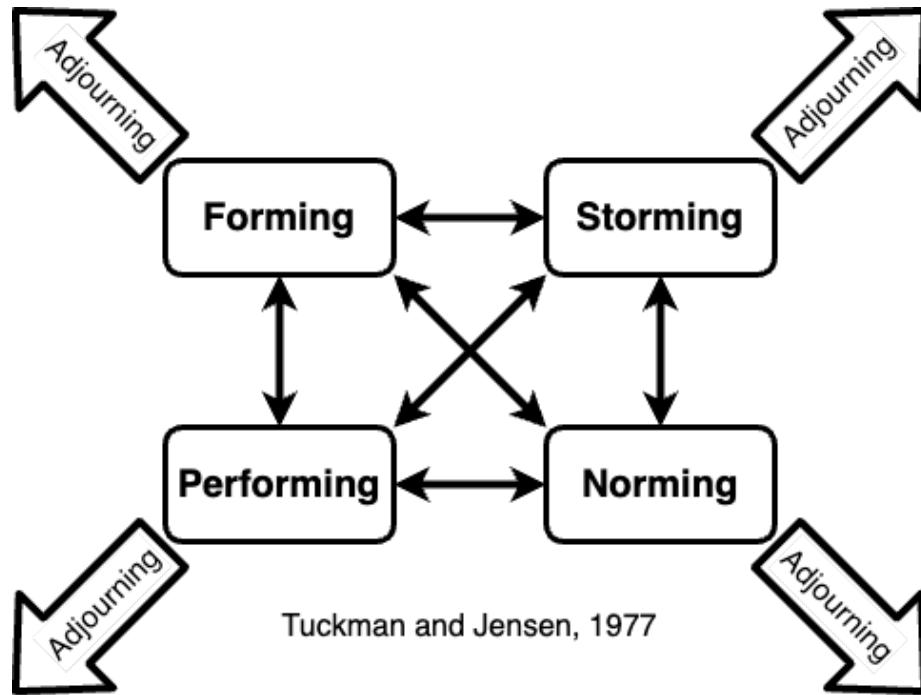 Adjourning
Adjourning
Forming
Storming
Performing
Norming
Adjourning
Adjourning
Tuckman and Jensen, 1977